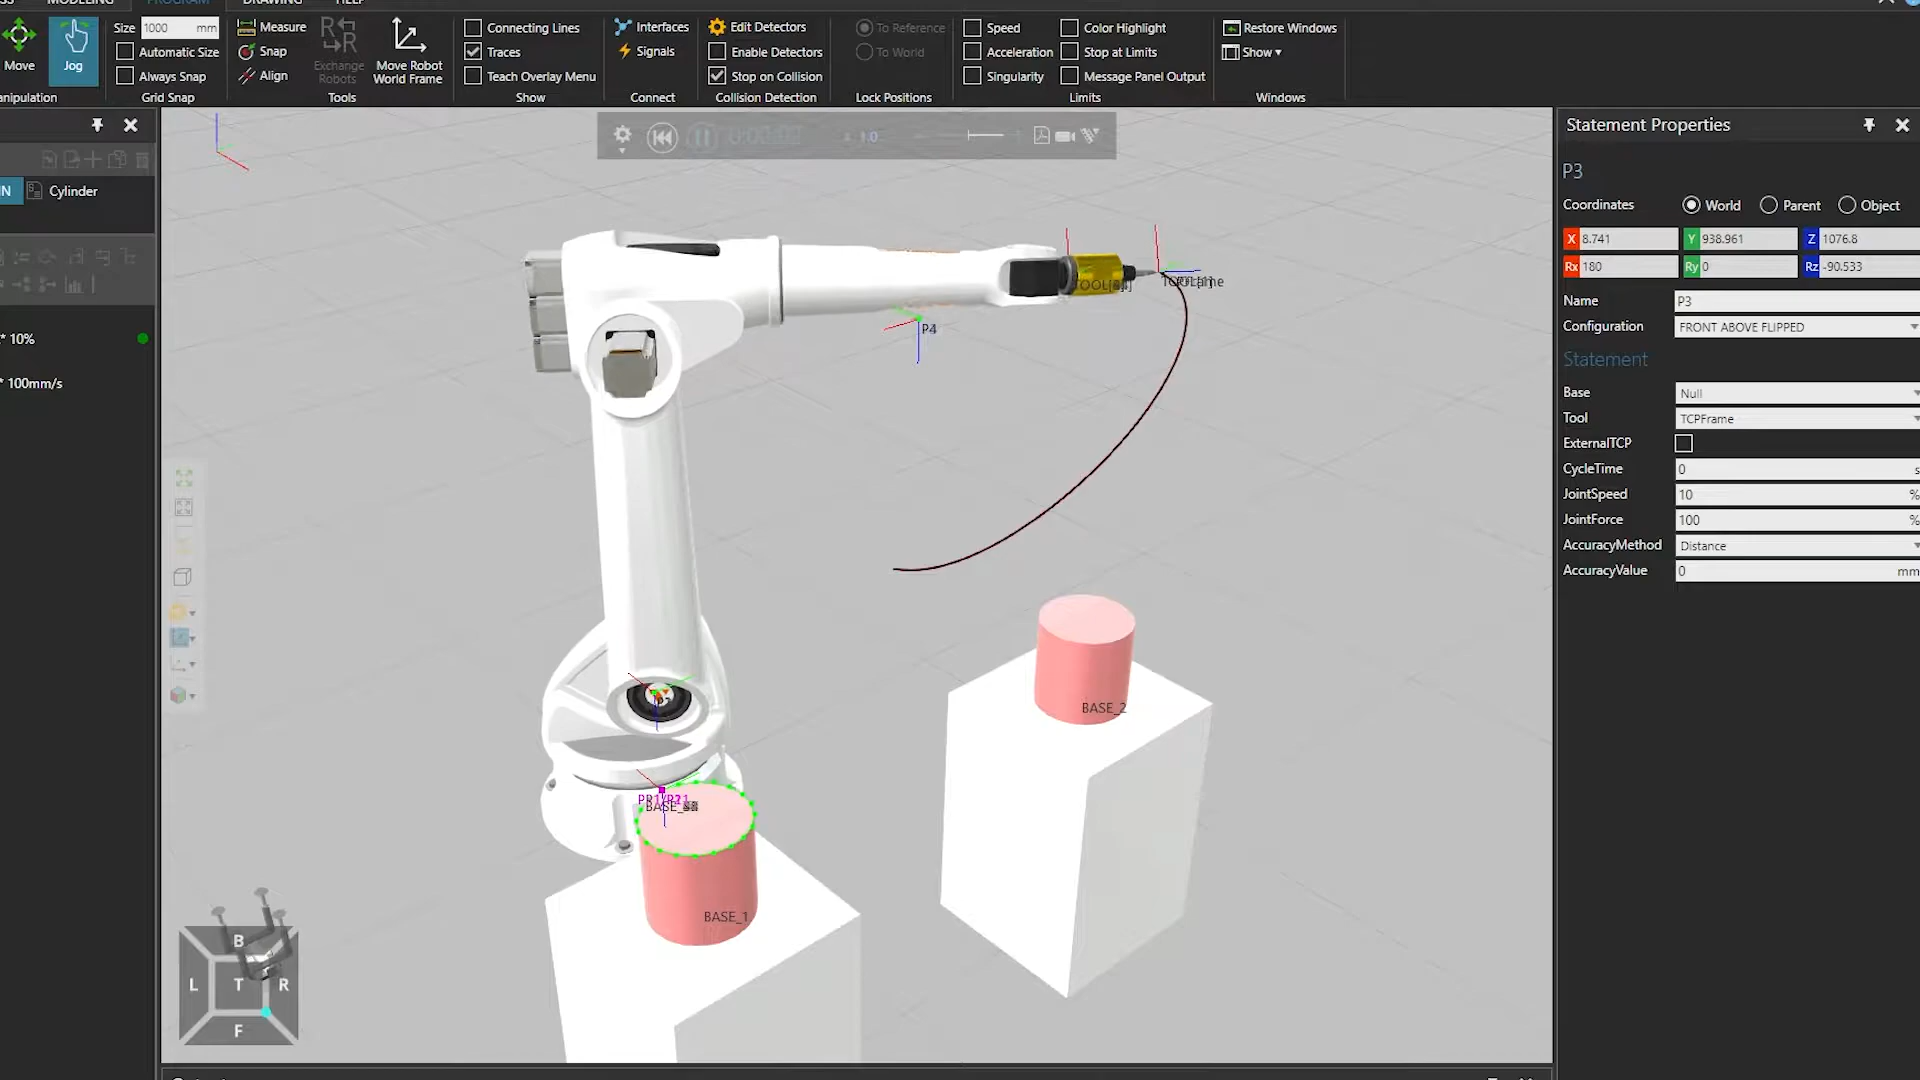 MODELING PROGRAM DRAWING HELP
Size 1000 mm Measure Connecting Lines Interfaces Edit Detectors To Reference Speed Color Highlight Restore Windows
Move Jog Automatic Size Snap Exchange Robots Move Robot World Frame Traces Signals Enable Detectors To World Acceleration Stop at Limits Show
Always Snap Align Teach Overlay Menu Stop on Collision Singularity Message Panel Output
Grid Snap Tools Show Connect Collision Detection Lock Positions Limits Windows
Statement Properties
1.0
Cylinder
P3
Coordinates World Parent Object
X 8.741 Y 938.961 Z 1076.8
Rx 180 Ry 0 Rz -90.533
Name P3
Configuration FRONT ABOVE FLIPPED
Statement
Base Null
Tool TCPFrame
ExternalTCP
CycleTime 0 s
JointSpeed 10 %
JointForce 100 %
AccuracyMethod Distance
AccuracyValue 0 mm
* 10%
* 100mm/s
P4
BASE_2
BASE_1
B
L T R
F